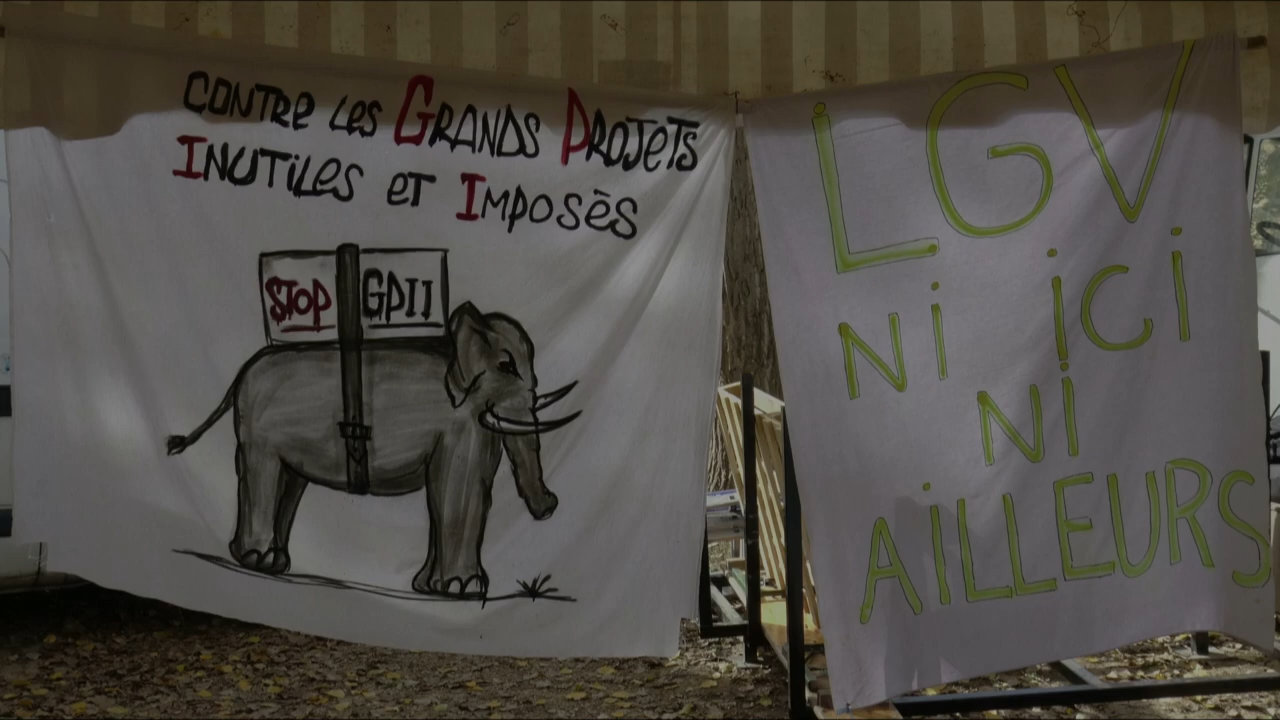 CONTRE LES GRANDS PROJETS
INUTILES ET IMPOSÉS
STOP GPII
LGV
Ni iCi
Ni
AiLLEURS